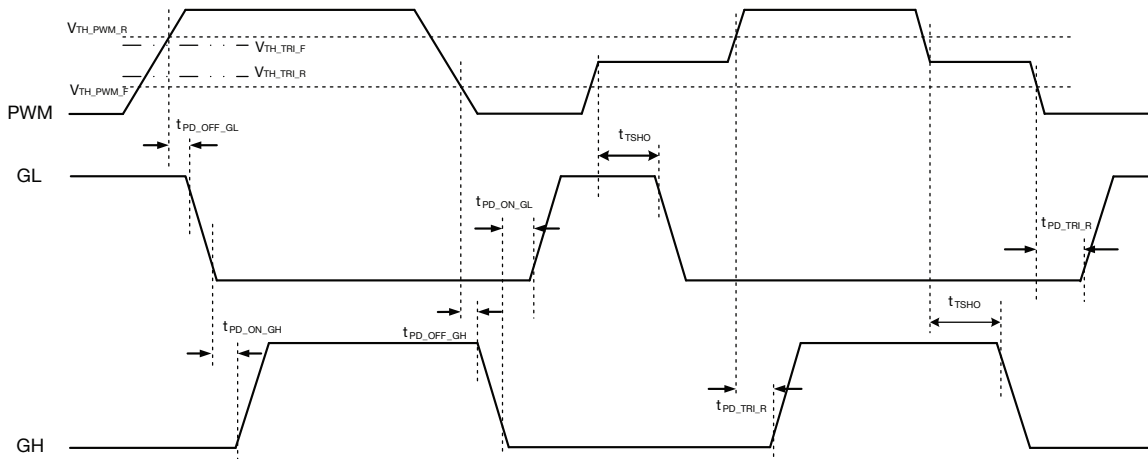 VTH_PWM_R
VTH_TRI_F
VTH_TRI_R
VTH_PWM_F
PWM
tPD_OFF_GL
tTSHO
GL
tPD_ON_GL
tPD_TRI_R
tTSHO
tPD_ON_GH
tPD_OFF_GH
tPD_TRI_R
GH